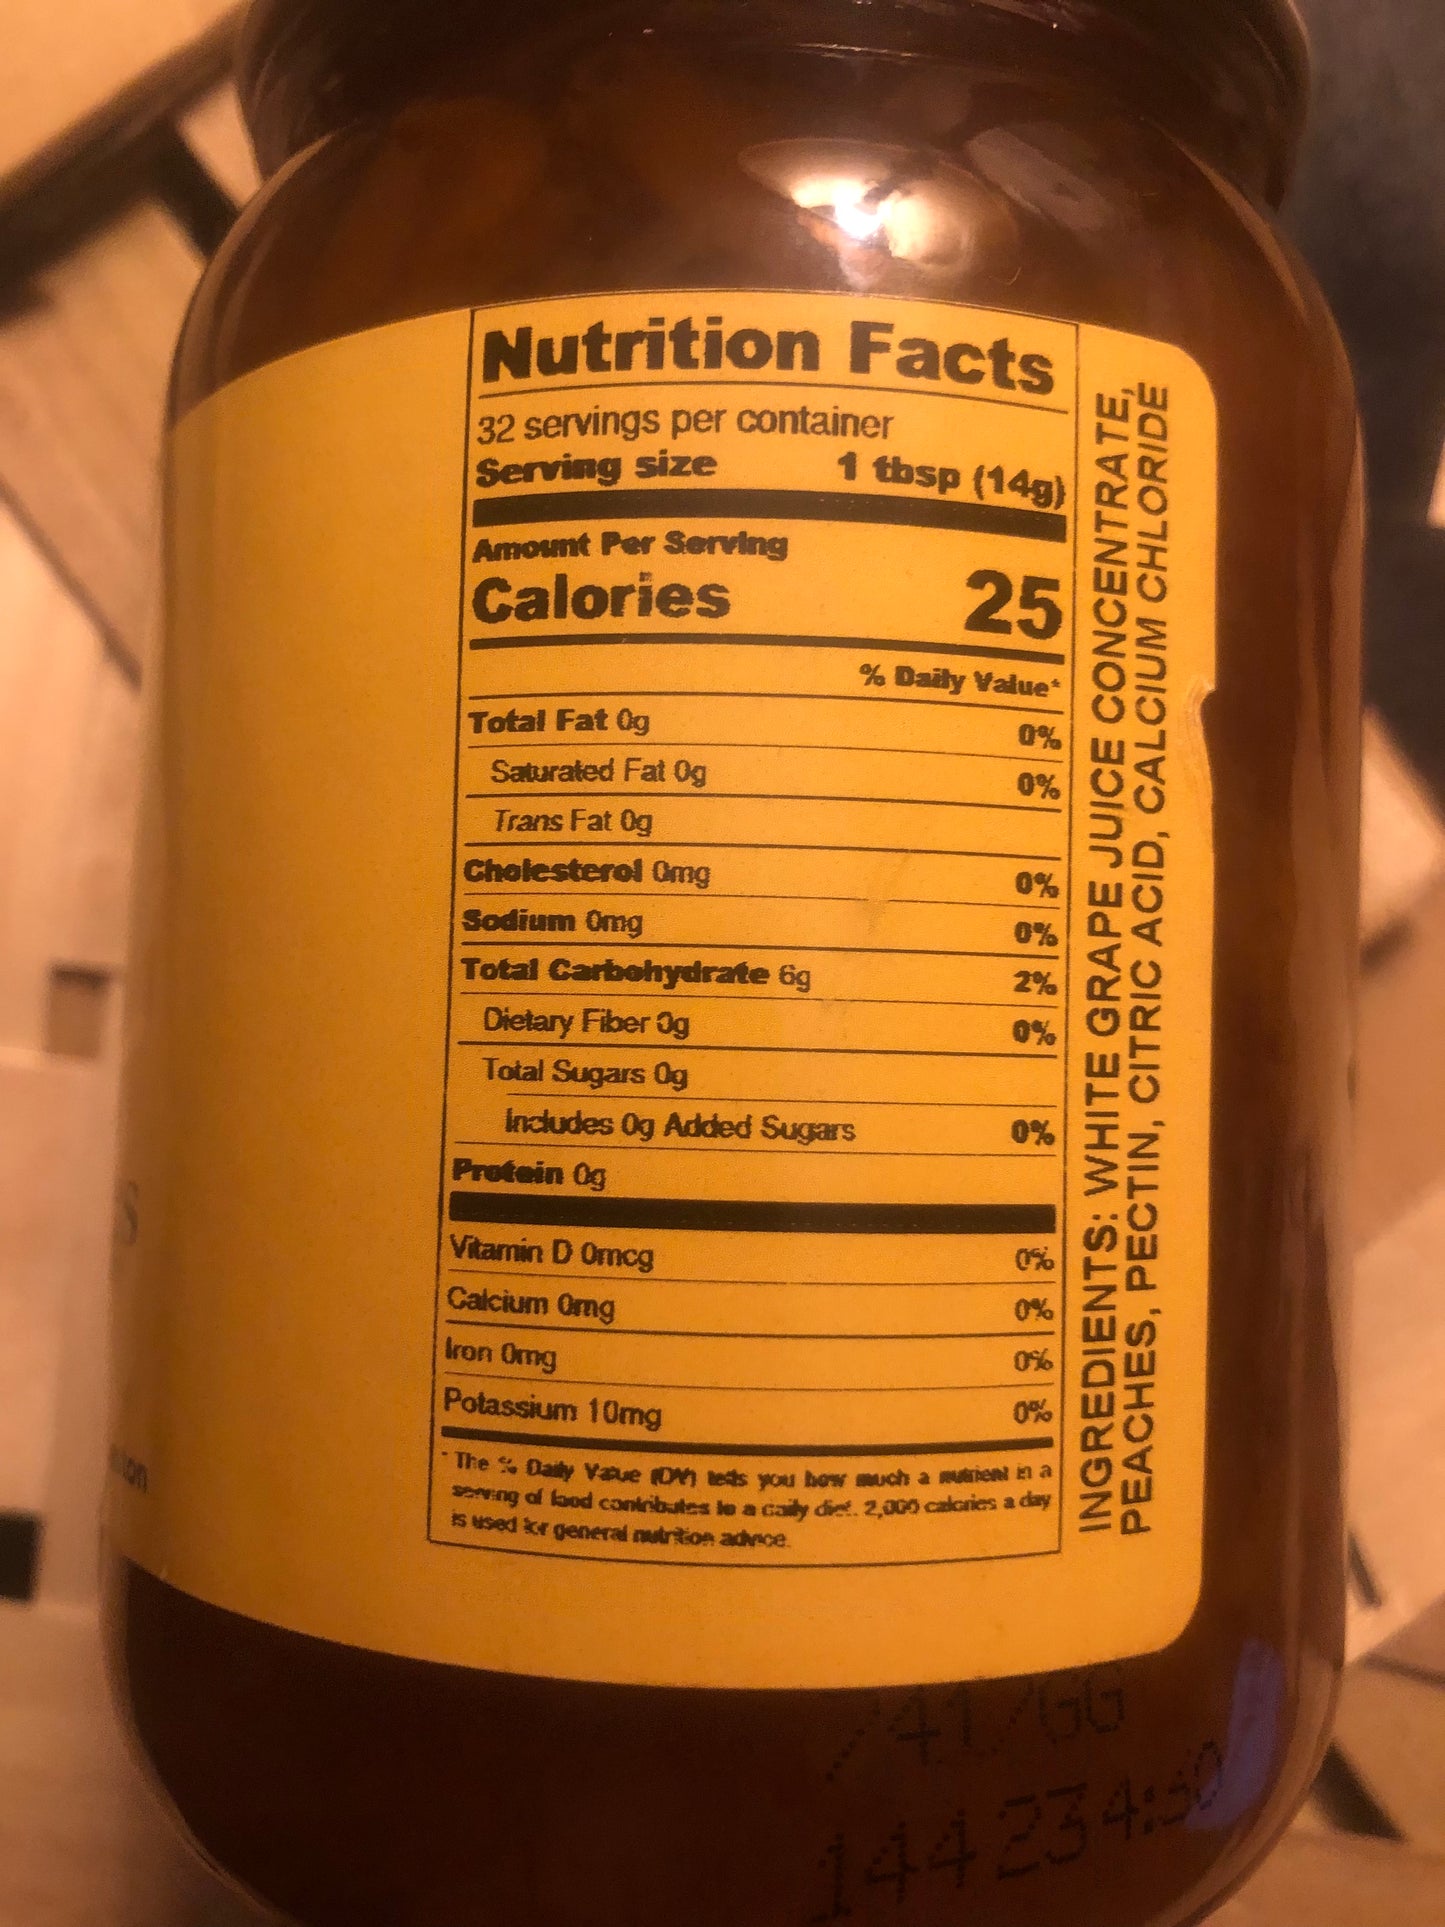 Nutrition Facts
32 servings per container
Serving size 1 tbsp (14g)
Amount Per Serving
Calories 25
% Daily Value*
Total Fat 0g 0%
Saturated Fat 0g 0%
Trans Fat 0g
Cholesterol 0mg 0%
Sodium 0mg 0%
Total Carbohydrate 6g 2%
Dietary Fiber 0g 0%
Total Sugars 0g
Includes 0g Added Sugars 0%
Protein 0g
Vitamin D 0mcg 0%
Calcium 0mg 0%
Iron 0mg 0%
Potassium 10mg 0%
* The % Daily Value (DV) tells you how much a nutrient in a
serving of food contributes to a daily diet. 2,000 calories a day
is used for general nutrition advice.
INGREDIENTS: WHITE GRAPE JUICE CONCENTRATE,
PEACHES, PECTIN, CITRIC ACID, CALCIUM CHLORIDE